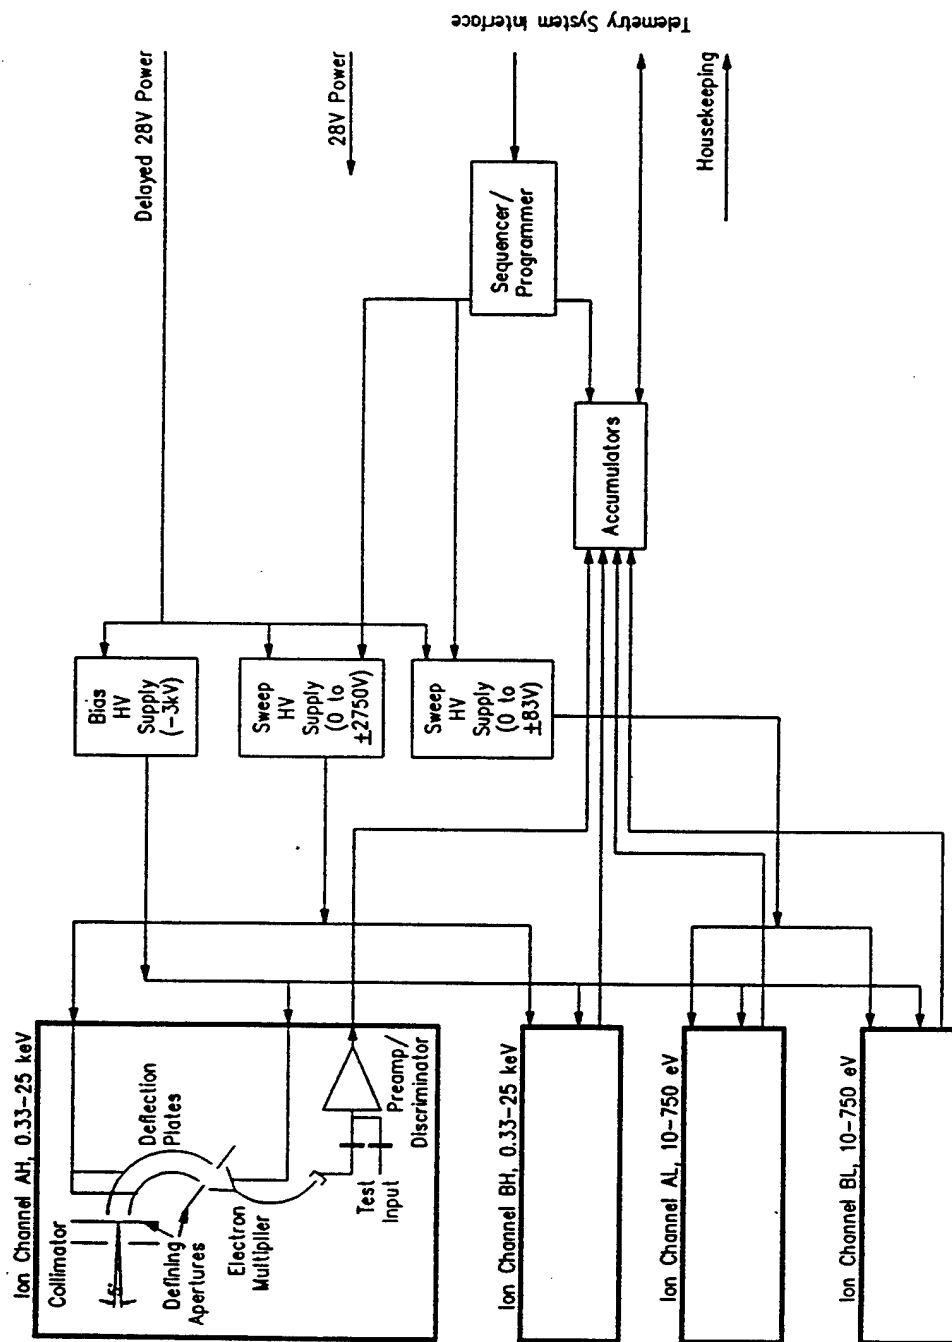 Ion Channel AH, 0.33-25 keV
Collimator
6°
Defining
Apertures
Deflection
Plates
Electron
Multiplier
Test
Input
Preamp/
Discriminator
Ion Channel BH, 0.33-25 keV
Ion Channel AL, 10-750 eV
Ion Channel BL, 10-750 eV
Bias
HV
Supply
(-3kV)
Sweep
HV
Supply
(0 to
±2750V)
Sweep
HV
Supply
(0 to
±83V)
Accumulators
Sequencer/
Programmer
Delayed 28V Power
28V Power
Telemetry System interface
Housekeeping